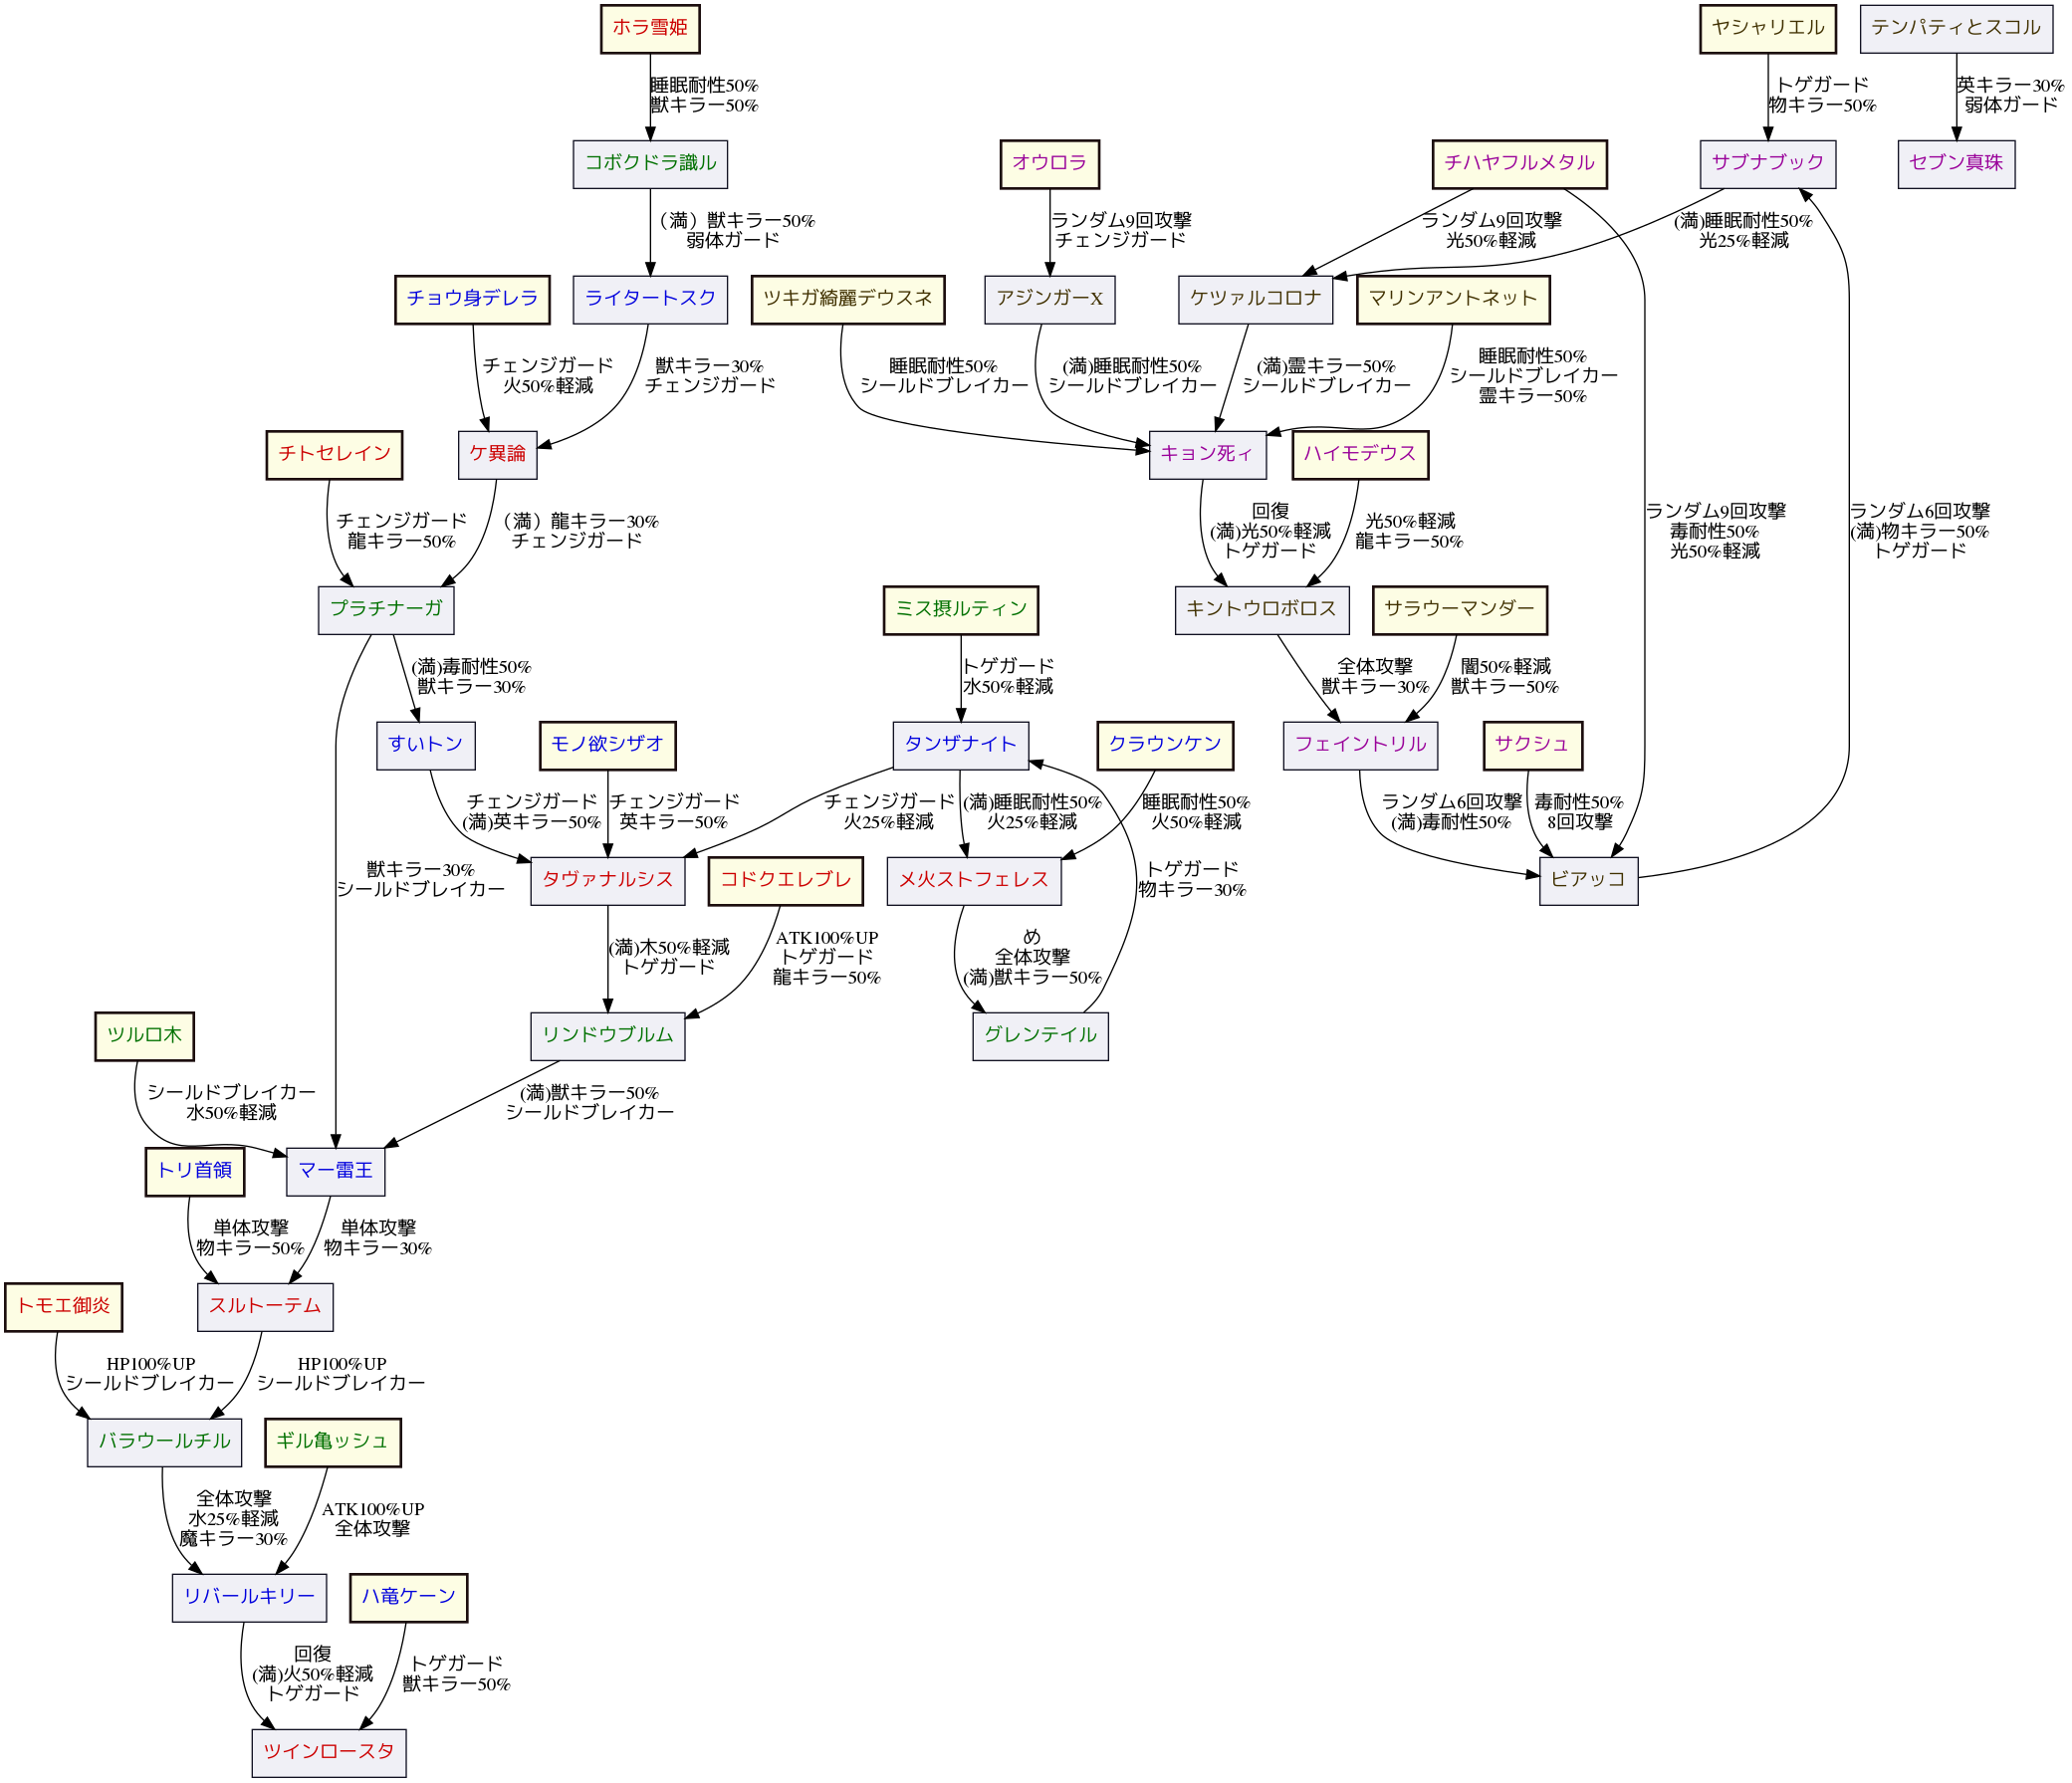 ホラ雪姫
ヤシャリエル
テンパティとスコル
睡眠耐性50%
獣キラー50%
トゲガード
物キラー50%
英キラー30%
弱体ガード
コボクドラ識ル
オウロラ
チハヤフルメタル
サブナブック
セブン真珠
（満）獣キラー50%
弱体ガード
ランダム9回攻撃
チェンジガード
ランダム9回攻撃
光50%軽減
(満)睡眠耐性50%
光25%軽減
チョウ身デレラ
ライタートスク
ツキガ綺麗デウスネ
アジンガーX
ケツァルコロナ
マリンアントネット
チェンジガード
火50%軽減
獣キラー30%
チェンジガード
睡眠耐性50%
シールドブレイカー
(満)睡眠耐性50%
シールドブレイカー
(満)霊キラー50%
シールドブレイカー
睡眠耐性50%
シールドブレイカー
霊キラー50%
チトセレイン
ケ異論
キョン死ィ
ハイモデウス
チェンジガード
龍キラー50%
（満）龍キラー30%
チェンジガード
回復
(満)光50%軽減
トゲガード
光50%軽減
龍キラー50%
ランダム9回攻撃
毒耐性50%
光50%軽減
ランダム6回攻撃
(満)物キラー50%
トゲガード
プラチナーガ
ミス摂ルティン
キントウロボロス
サラウーマンダー
(満)毒耐性50%
獣キラー30%
トゲガード
水50%軽減
全体攻撃
獣キラー30%
闇50%軽減
獣キラー50%
すいトン
モノ欲シザオ
タンザナイト
クラウンケン
フェイントリル
サクシュ
チェンジガード
(満)英キラー50%
チェンジガード
英キラー50%
チェンジガード
火25%軽減
(満)睡眠耐性50%
火25%軽減
睡眠耐性50%
火50%軽減
ランダム6回攻撃
(満)毒耐性50%
毒耐性50%
8回攻撃
獣キラー30%
シールドブレイカー
タヴァナルシス
コドクエレブレ
メ火ストフェレス
トゲガード
物キラー30%
ビアッコ
(満)木50%軽減
トゲガード
ATK100%UP
トゲガード
龍キラー50%
め
全体攻撃
(満)獣キラー50%
ツルロ木
リンドウブルム
グレンテイル
シールドブレイカー
水50%軽減
(満)獣キラー50%
シールドブレイカー
トリ首領
マー雷王
単体攻撃
物キラー50%
単体攻撃
物キラー30%
トモエ御炎
スルトーテム
HP100%UP
シールドブレイカー
HP100%UP
シールドブレイカー
バラウールチル
ギル亀ッシュ
全体攻撃
水25%軽減
魔キラー30%
ATK100%UP
全体攻撃
リバールキリー
ハ竜ケーン
回復
(満)火50%軽減
トゲガード
トゲガード
獣キラー50%
ツインロースタ